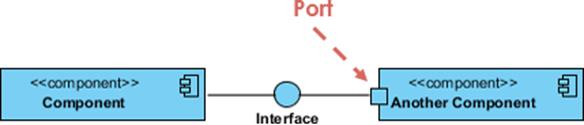 Port
<<component>>
Component
Interface
<<component>>
Another Component